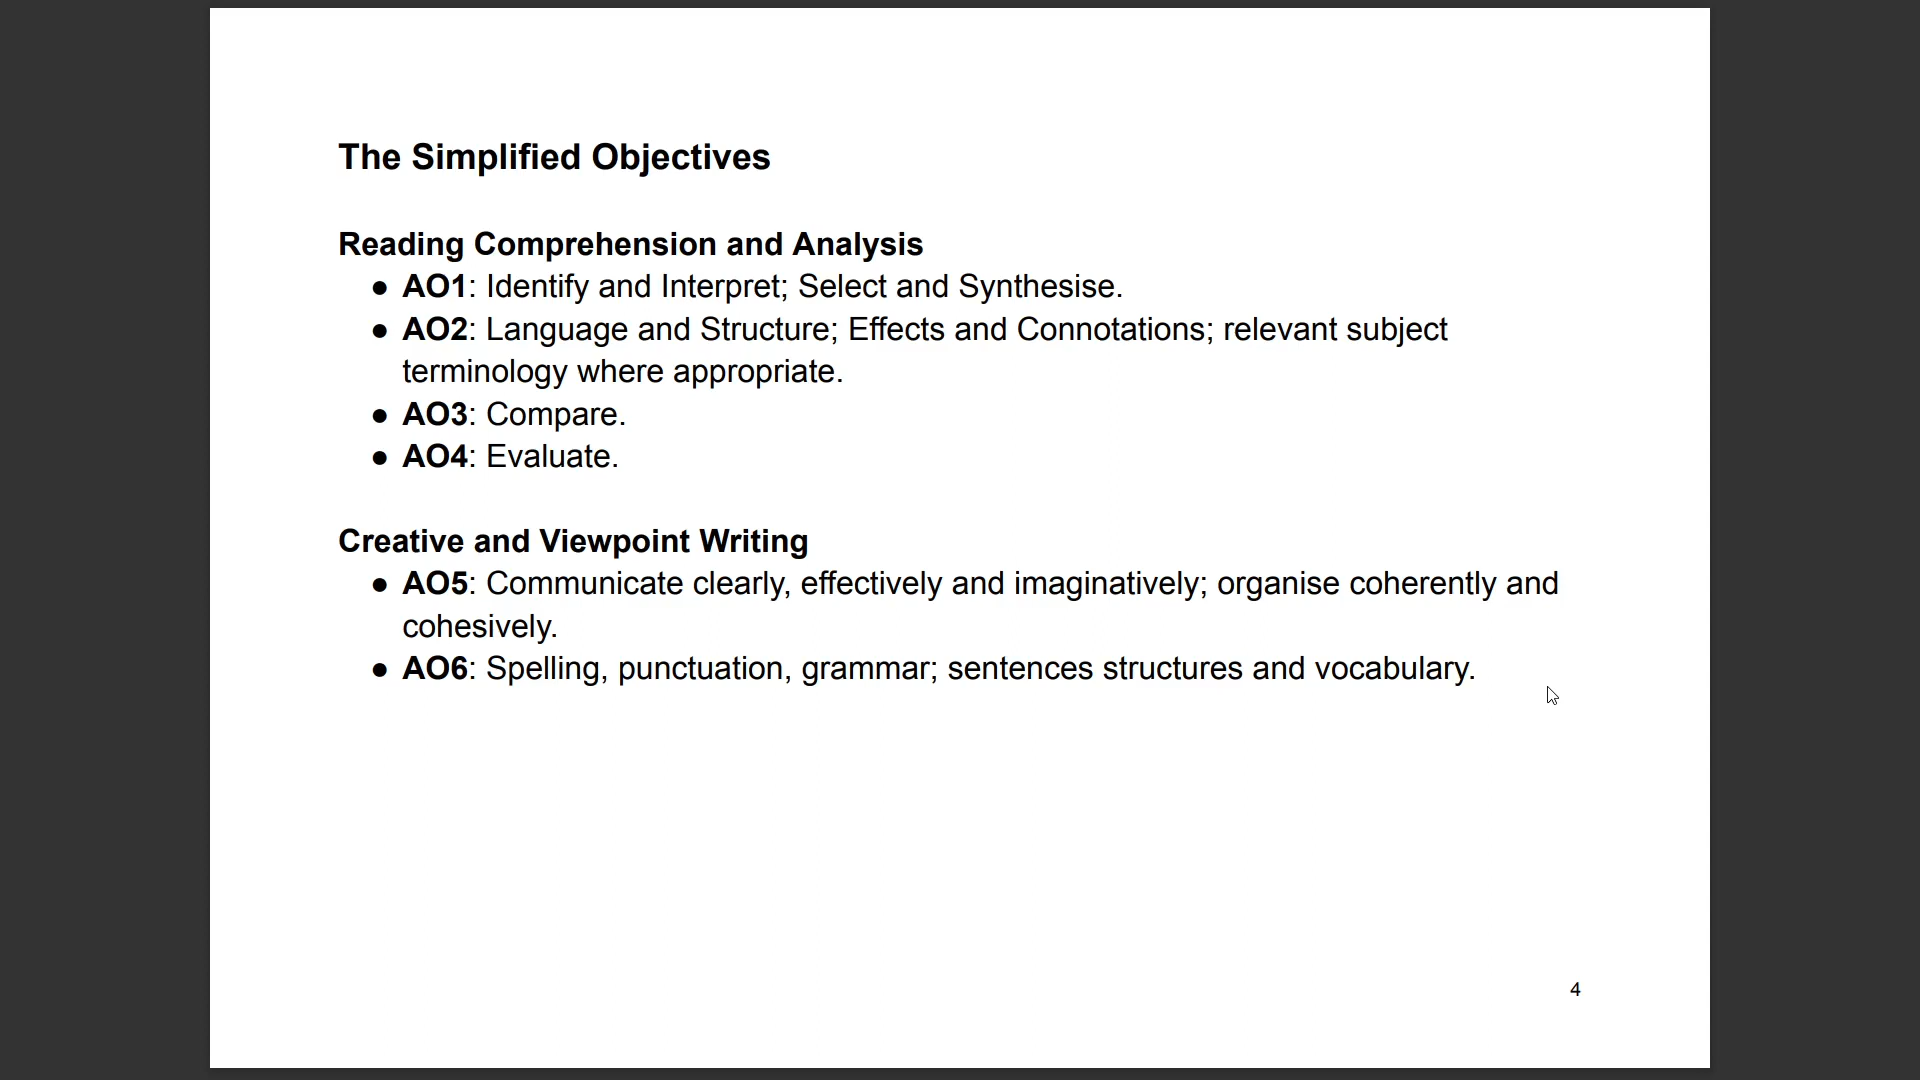 The Simplified Objectives
Reading Comprehension and Analysis
● AO1: Identify and Interpret; Select and Synthesise.
● AO2: Language and Structure; Effects and Connotations; relevant subject
terminology where appropriate.
● AO3: Compare.
● AO4: Evaluate.
Creative and Viewpoint Writing
● AO5: Communicate clearly, effectively and imaginatively; organise coherently and
cohesively.
● AO6: Spelling, punctuation, grammar; sentences structures and vocabulary.
4